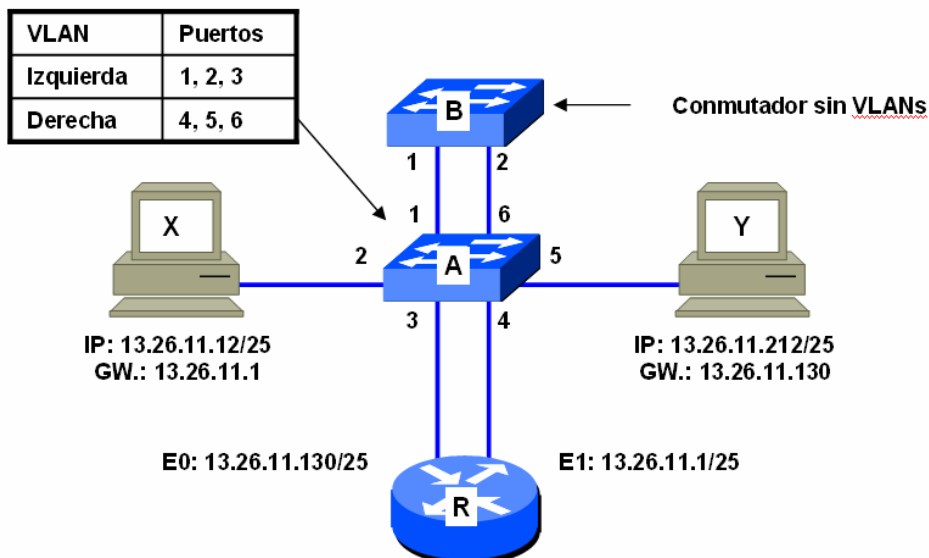 VLAN Puertos
Izquierda 1, 2, 3
Derecha 4, 5, 6
B
Conmutador sin VLANs
1 2
1 6
X
Y
2
A
5
3 4
IP: 13.26.11.12/25
GW.: 13.26.11.1
IP: 13.26.11.212/25
GW.: 13.26.11.130
E0: 13.26.11.130/25
E1: 13.26.11.1/25
R